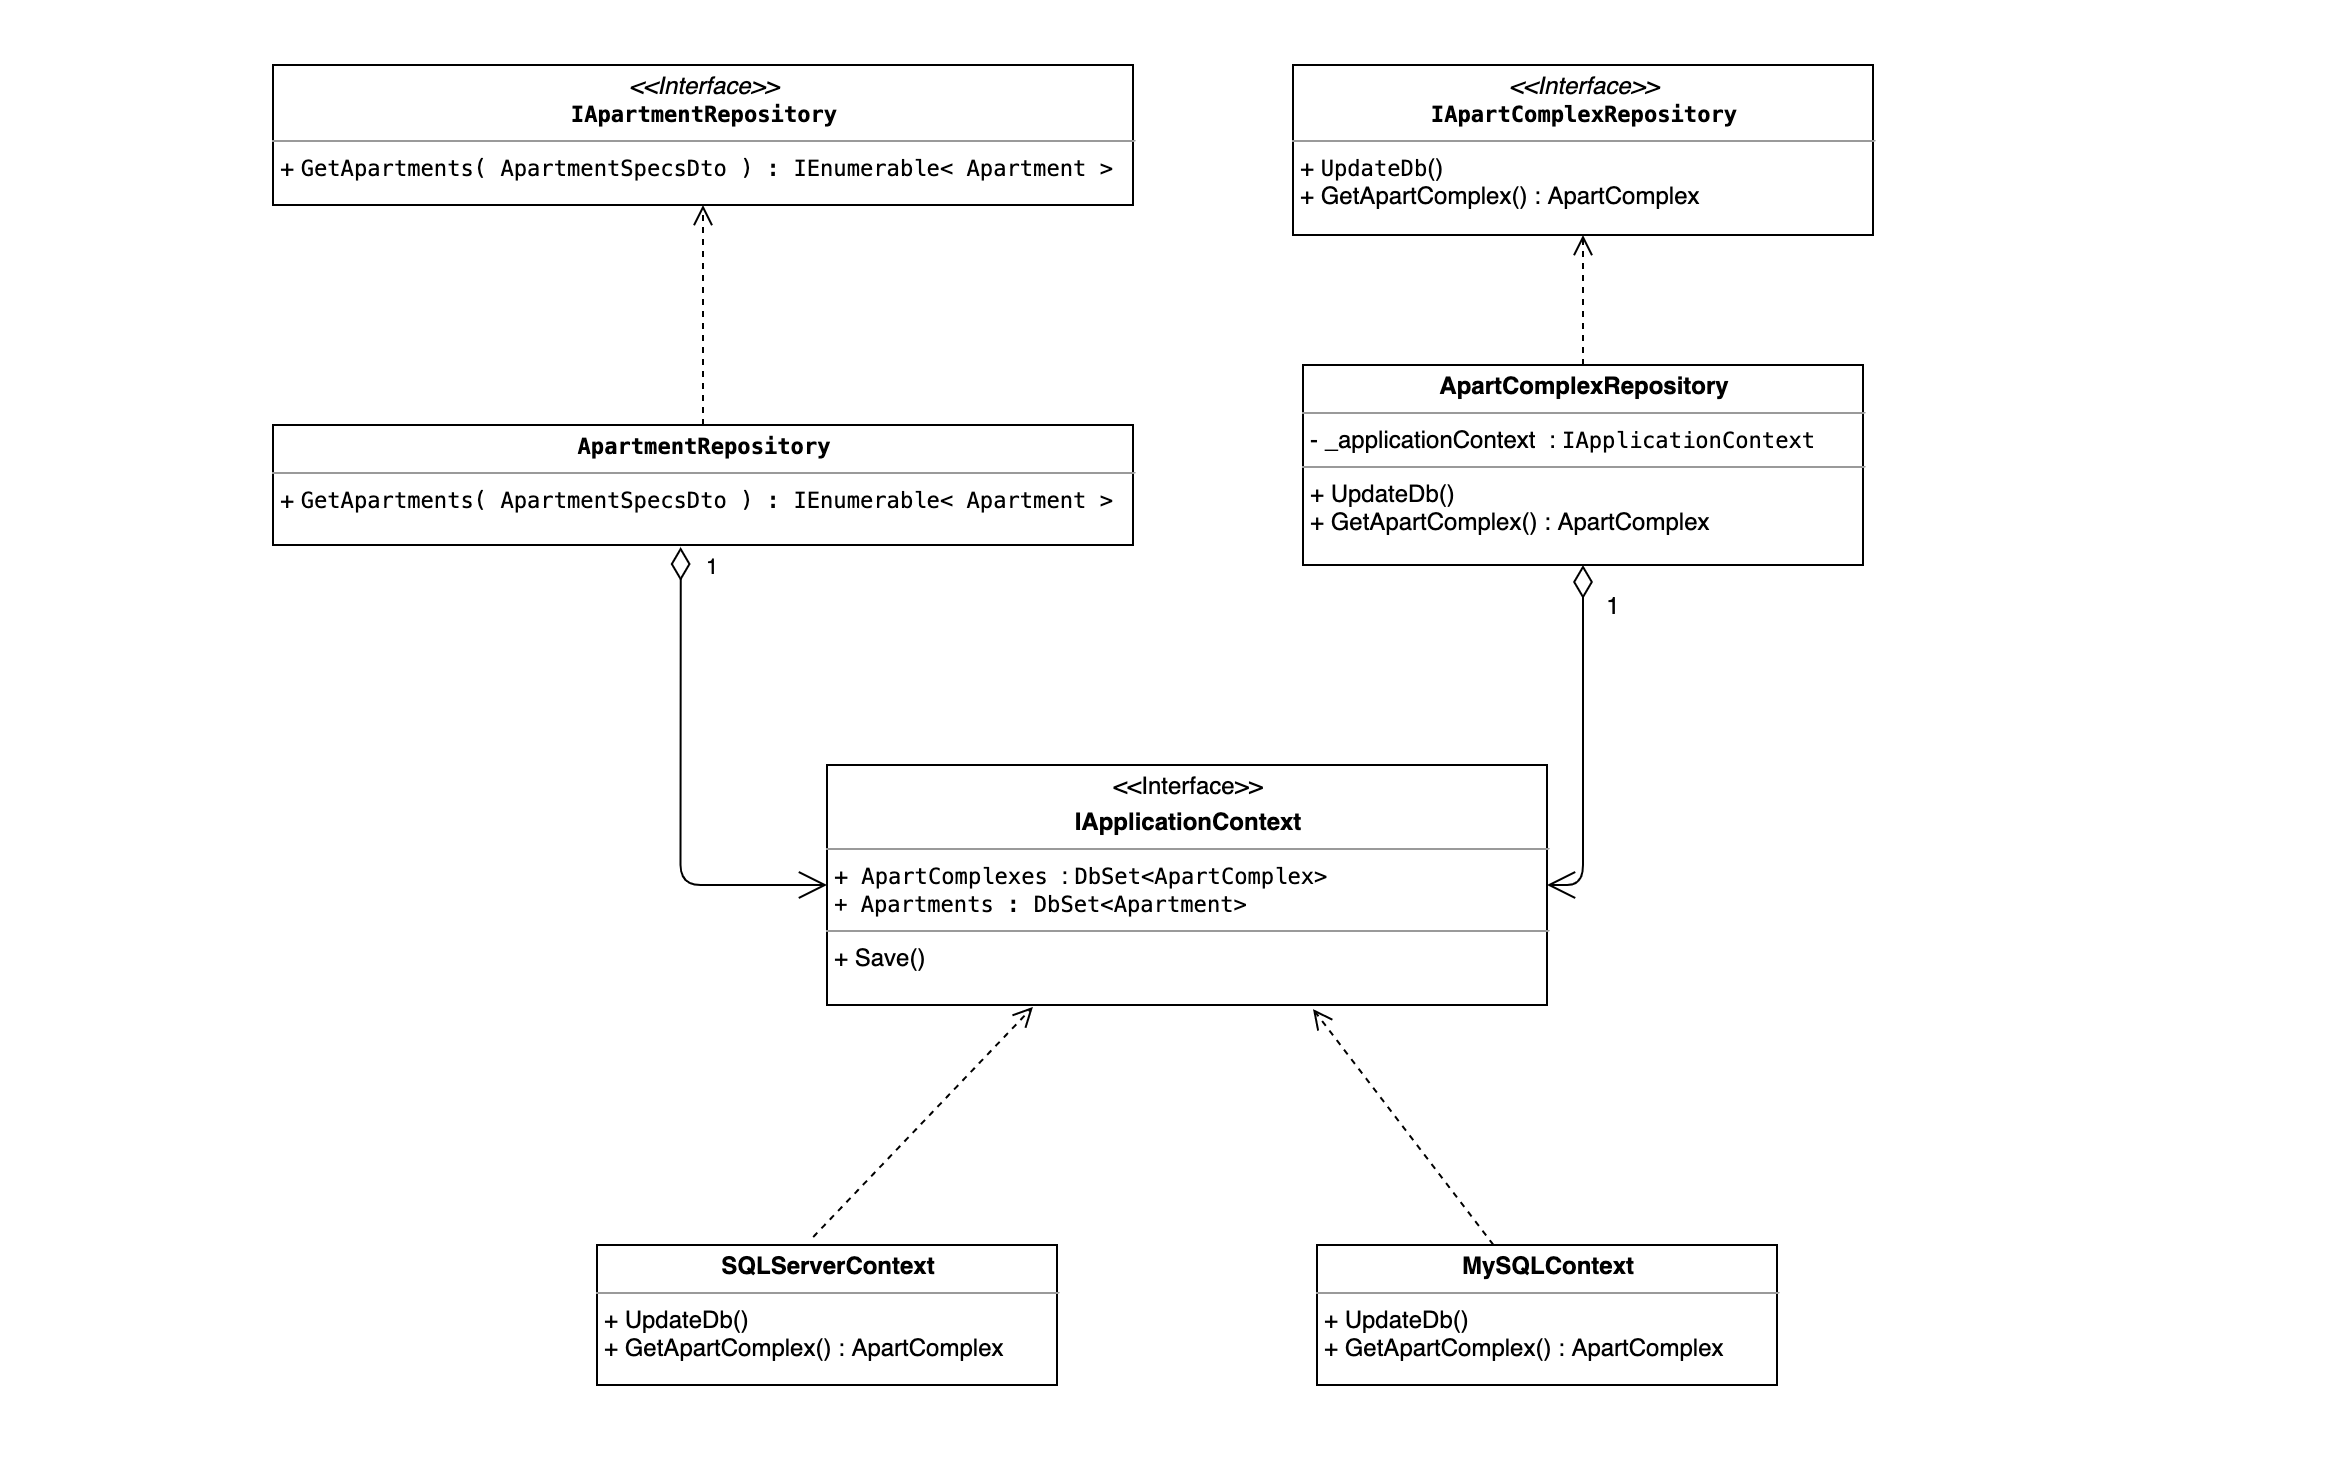 <<Interface>>
IApartmentRepository
+ GetApartments( ApartmentSpecsDto ) : IEnumerable< Apartment >
<<Interface>>
IApartComplexRepository
+ UpdateDb()
+ GetApartComplex() : ApartComplex
ApartmentRepository
+ GetApartments( ApartmentSpecsDto ) : IEnumerable< Apartment >
1
ApartComplexRepository
- _applicationContext : IApplicationContext
+ UpdateDb()
+ GetApartComplex() : ApartComplex
1
<<Interface>>
IApplicationContext
+ ApartComplexes : DbSet<ApartComplex>
+ Apartments : DbSet<Apartment>
+ Save()
SQLServerContext
+ UpdateDb()
+ GetApartComplex() : ApartComplex
MySQLContext
+ UpdateDb()
+ GetApartComplex() : ApartComplex